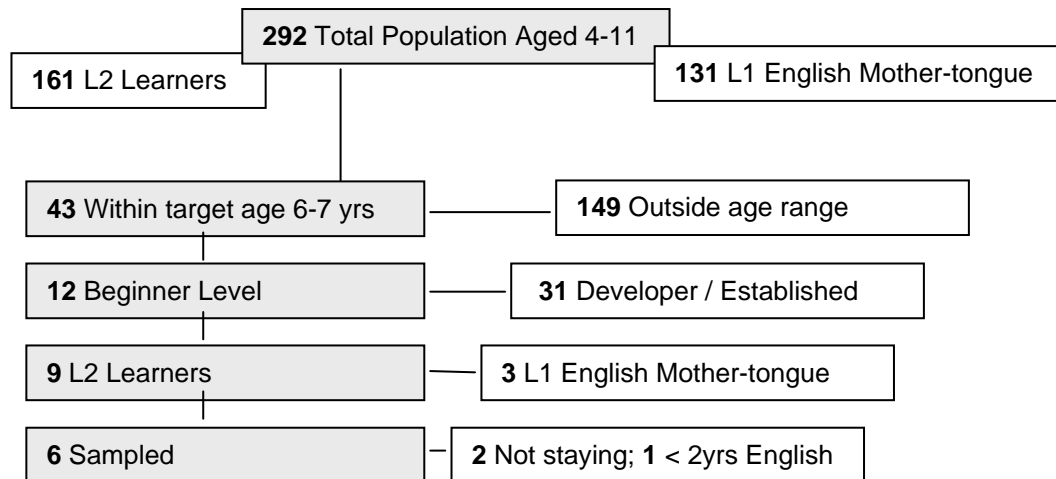 292 Total Population Aged 4-11
161 L2 Learners
131 L1 English Mother-tongue
43 Within target age 6-7 yrs
149 Outside age range
12 Beginner Level
31 Developer / Established
9 L2 Learners
3 L1 English Mother-tongue
6 Sampled
2 Not staying; 1 < 2yrs English